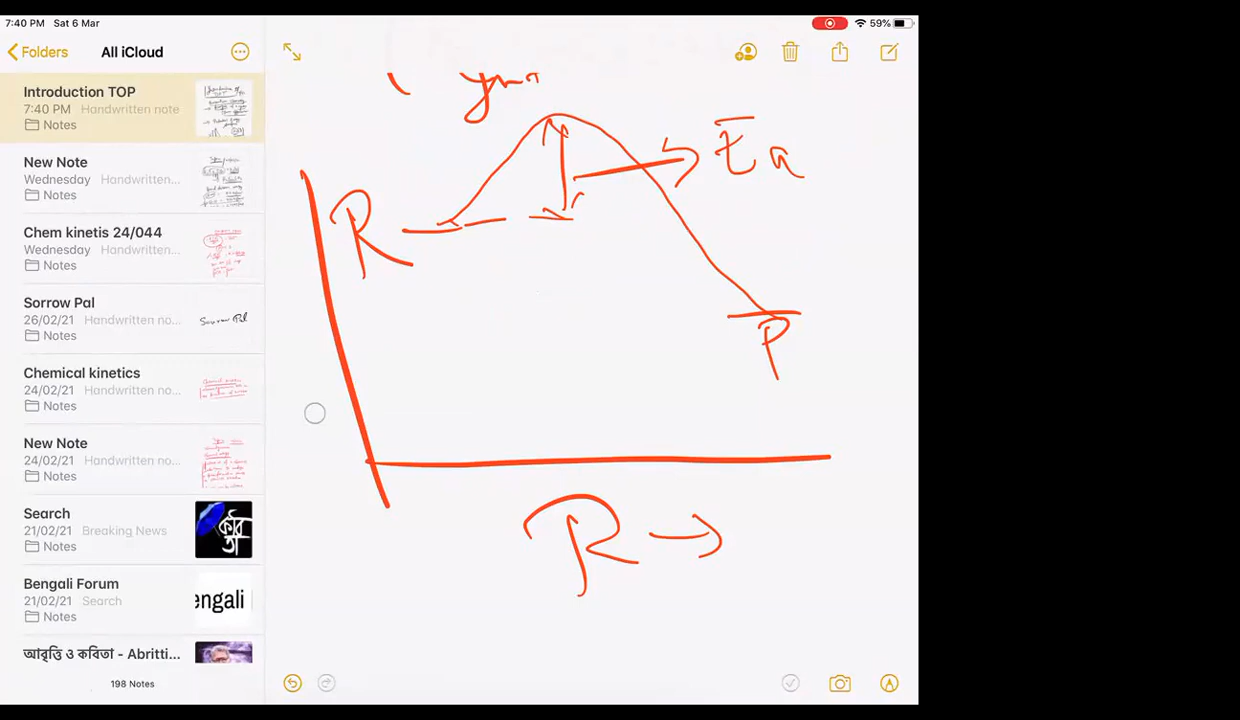 7:40 PM Sat 6 Mar
59%
Folders
All iCloud
Introduction TOP
7:40 PM Handwritten note
Notes
New Note
Wednesday Handwritten...
Notes
Chem kinetis 24/044
Wednesday Handwritten...
Notes
Sorrow Pal
26/02/21 Handwritten no...
Notes
Chemical kinetics
24/02/21 Handwritten no...
Notes
New Note
24/02/21 Handwritten no...
Notes
Search
21/02/21 Breaking News
Notes
Bengali Forum
21/02/21 Search
Notes
আবৃত্তি ও কবিতা - Abritti...
198 Notes
engali
R
Ea
P
R →